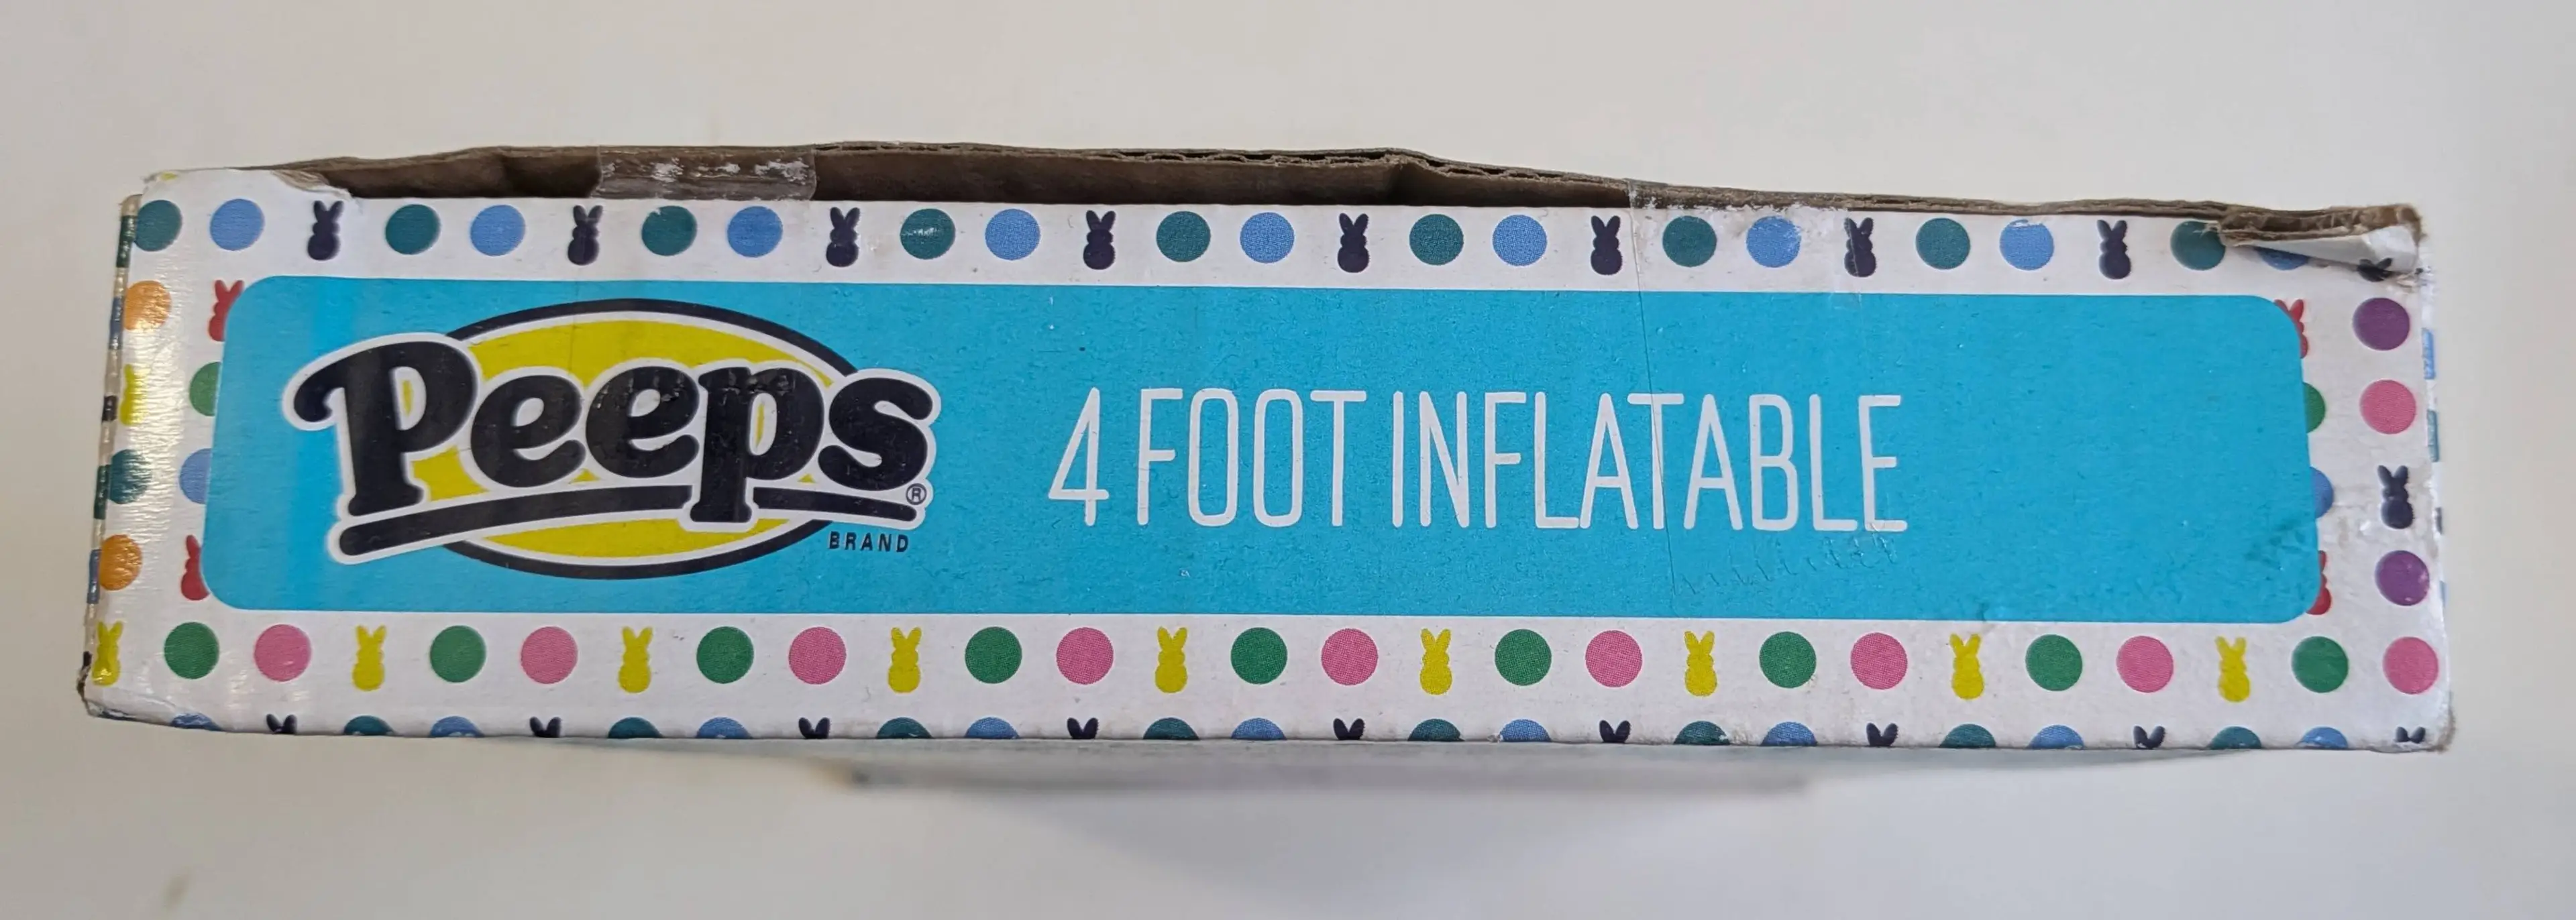 Peeps®
BRAND
4 FOOT INFLATABLE